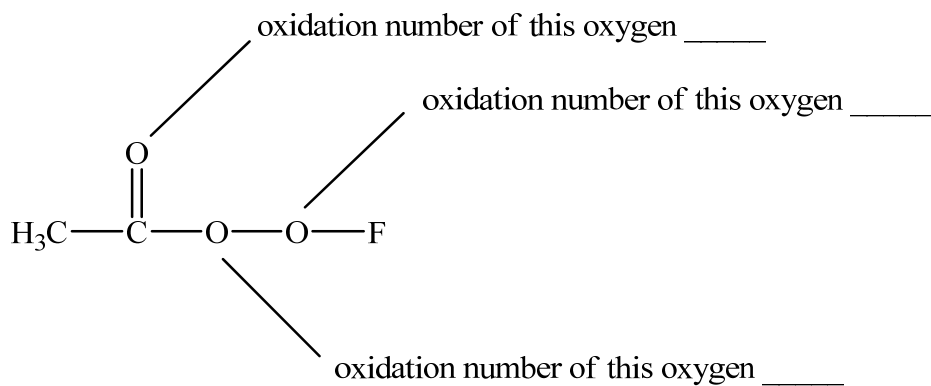 oxidation number of this oxygen _____
oxidation number of this oxygen _____
O
H₃C C O O F
oxidation number of this oxygen _____